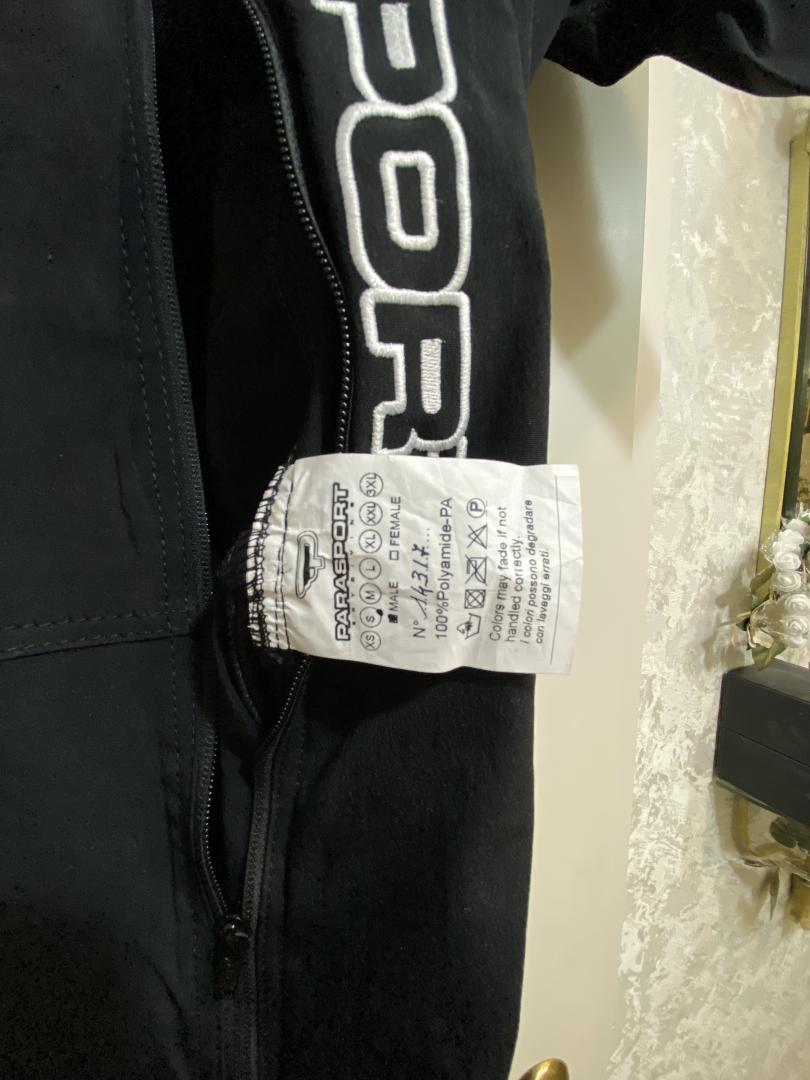 POR
PARASPORT
XS S M L XL XXL 3XL
MALE FEMALE
N° 14317...
100%Polyamide-PA
P
Colors may fade if not
handled correctly.
I colori possono degradare
con lavaggi errati.